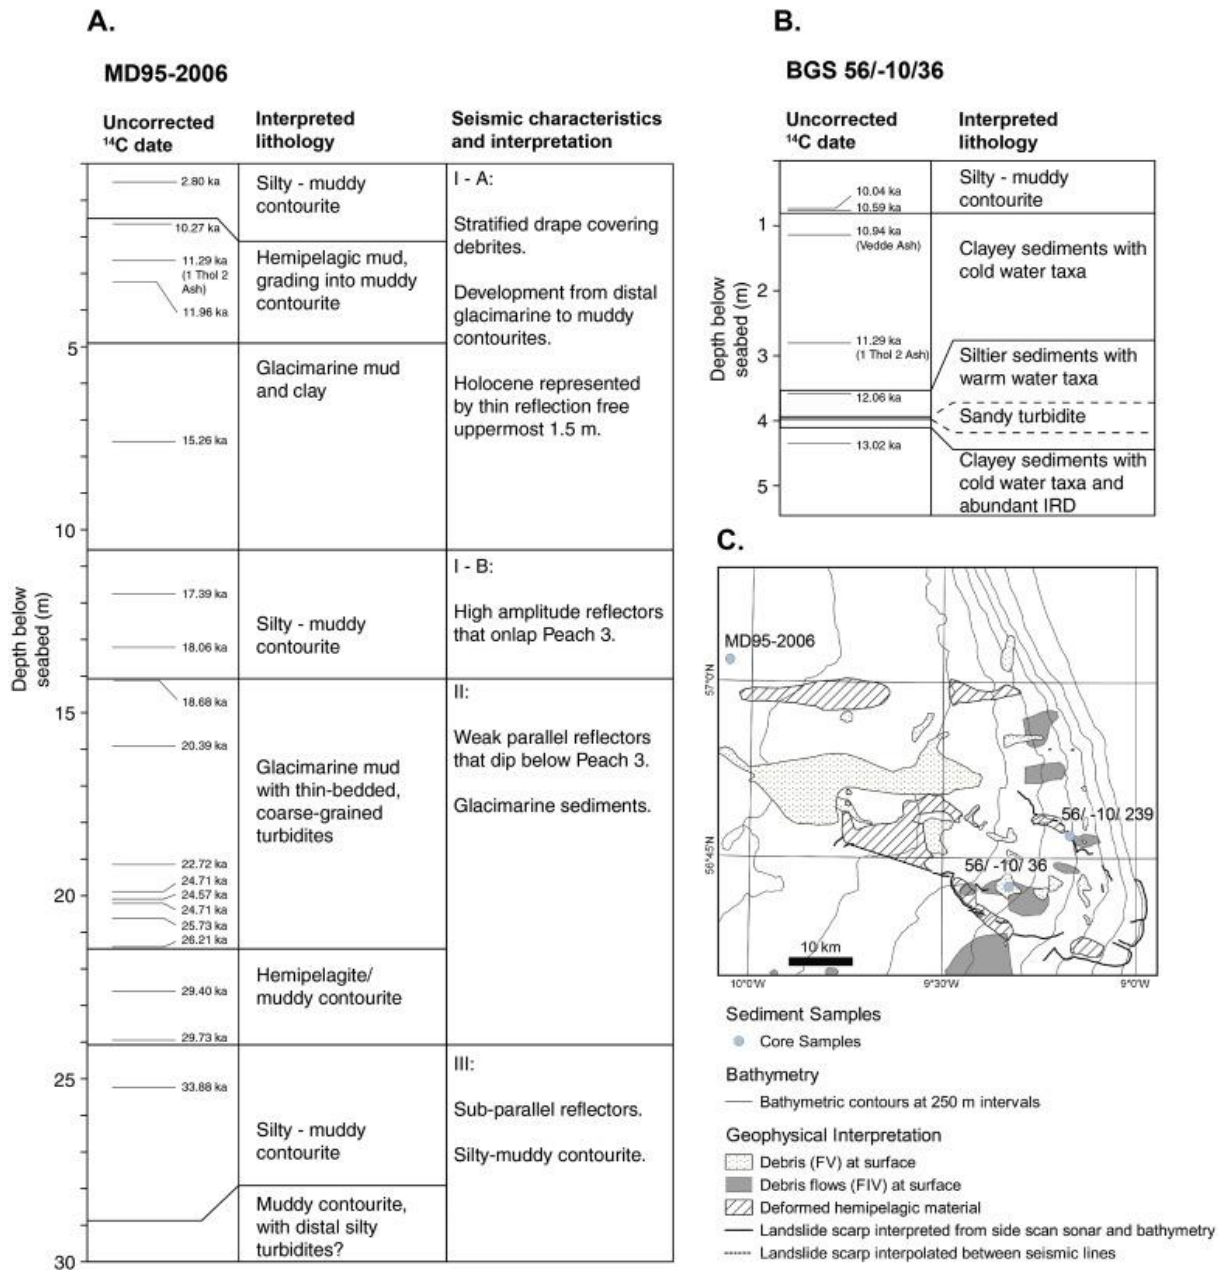 A.
MD95-2006
Uncorrected
14C date
Interpreted
lithology
Seismic characteristics
and interpretation
2.80 ka
10.27 ka
11.29 ka
(1 Thol 2
Ash)
11.96 ka
15.26 ka
17.39 ka
18.06 ka
18.68 ka
20.39 ka
22.72 ka
24.71 ka
24.57 ka
24.71 ka
25.73 ka
26.21 ka
29.40 ka
29.73 ka
33.88 ka
Silty - muddy
contourite
Hemipelagic mud,
grading into muddy
contourite
Glacimarine mud
and clay
Silty - muddy
contourite
Glacimarine mud
with thin-bedded,
coarse-grained
turbidites
Hemipelagite/
muddy contourite
Silty - muddy
contourite
Muddy contourite,
with distal silty
turbidites?
I - A:
Stratified drape covering
debrites.
Development from distal
glacimarine to muddy
contourites.
Holocene represented
by thin reflection free
uppermost 1.5 m.
I - B:
High amplitude reflectors
that onlap Peach 3.
II:
Weak parallel reflectors
that dip below Peach 3.
Glacimarine sediments.
III:
Sub-parallel reflectors.
Silty-muddy contourite.
5
10
15
20
25
30
Depth below
seabed (m)
B.
BGS 56/-10/36
Uncorrected
14C date
Interpreted
lithology
10.04 ka
10.59 ka
10.94 ka
(Vedde Ash)
11.29 ka
(1 Thol 2 Ash)
12.06 ka
13.02 ka
Silty - muddy
contourite
Clayey sediments with
cold water taxa
Siltier sediments with
warm water taxa
Sandy turbidite
Clayey sediments with
cold water taxa and
abundant IRD
1
2
3
4
5
Depth below
seabed (m)
C.
MD95-2006
57°0'N
56/ -10/ 239
56°45'N
56/ -10/ 36
10 km
10°0'W
9°30'W
9°0'W
Sediment Samples
Core Samples
Bathymetry
Bathymetric contours at 250 m intervals
Geophysical Interpretation
Debris (FV) at surface
Debris flows (FIV) at surface
Deformed hemipelagic material
Landslide scarp interpreted from side scan sonar and bathymetry
Landslide scarp interpolated between seismic lines